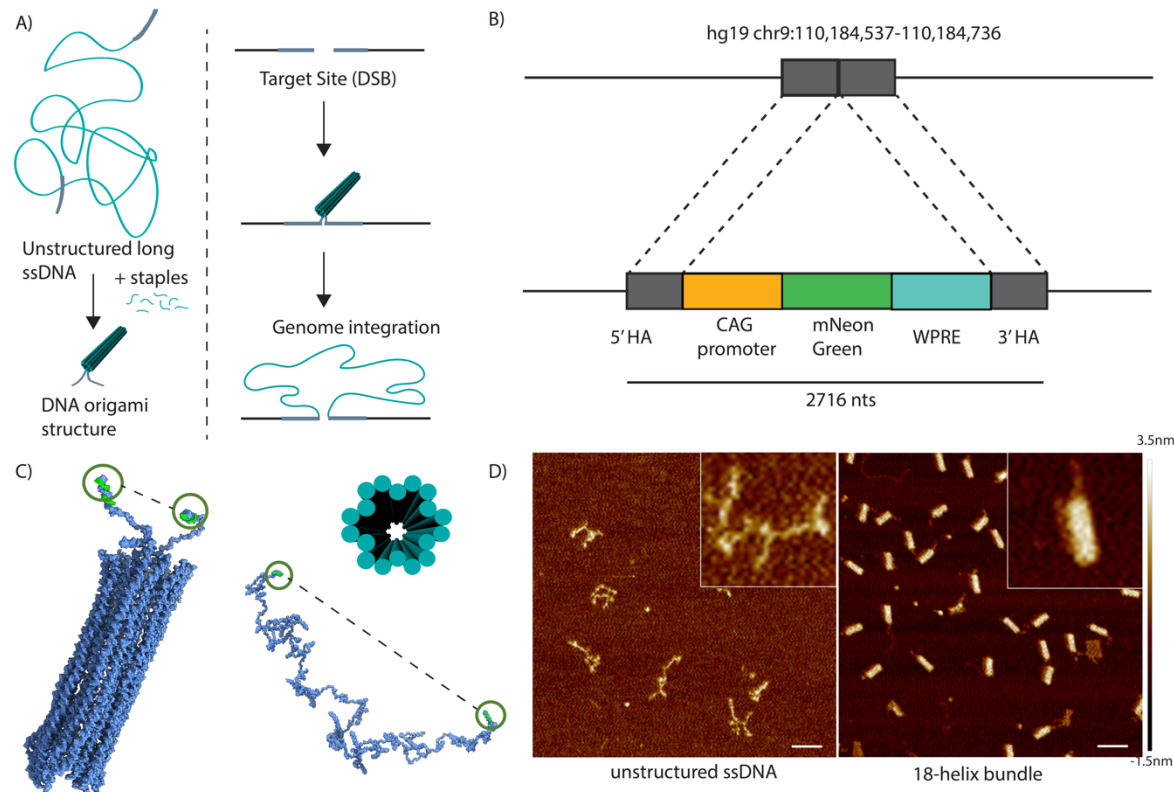 A)
Unstructured long
ssDNA
+ staples
DNA origami
structure
Target Site (DSB)
Genome integration
B)
hg19 chr9:110,184,537-110,184,736
5' HA
CAG
promoter
mNeon
Green
WPRE
3' HA
2716 nts
C)
D)
3.5nm
-1.5nm
unstructured ssDNA
18-helix bundle